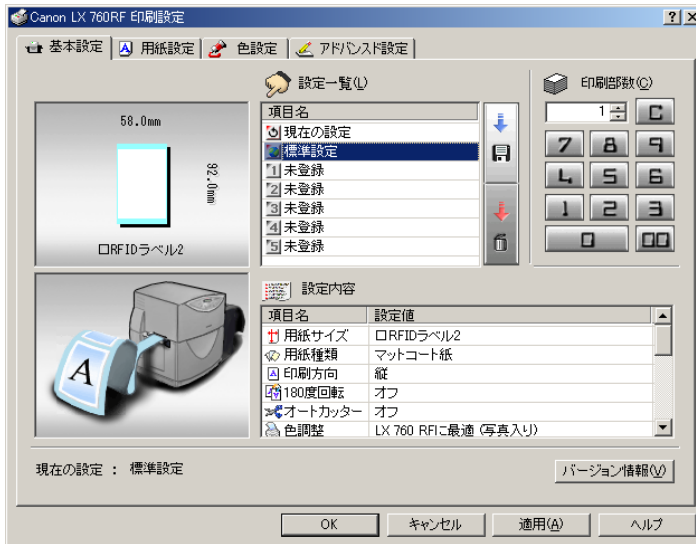 Canon LX 760RF 印刷設定
基本設定 用紙設定 色設定 アドバンスド設定
設定一覧(L)
項目名
現在の設定
標準設定
1 未登録
2 未登録
3 未登録
4 未登録
5 未登録
印刷部数(C)
1 C
7 8 9
4 5 6
1 2 3
0 00
58.0mm
92.0mm
□RFIDラベル2
A
設定内容
項目名 設定値
用紙サイズ □RFIDラベル2
用紙種類 マットコート紙
印刷方向 縦
180度回転 オフ
オートカッター オフ
色調整 LX 760 RFに最適 (写真入り)
現在の設定 : 標準設定
バージョン情報(V)
OK キャンセル 適用(A) ヘルプ